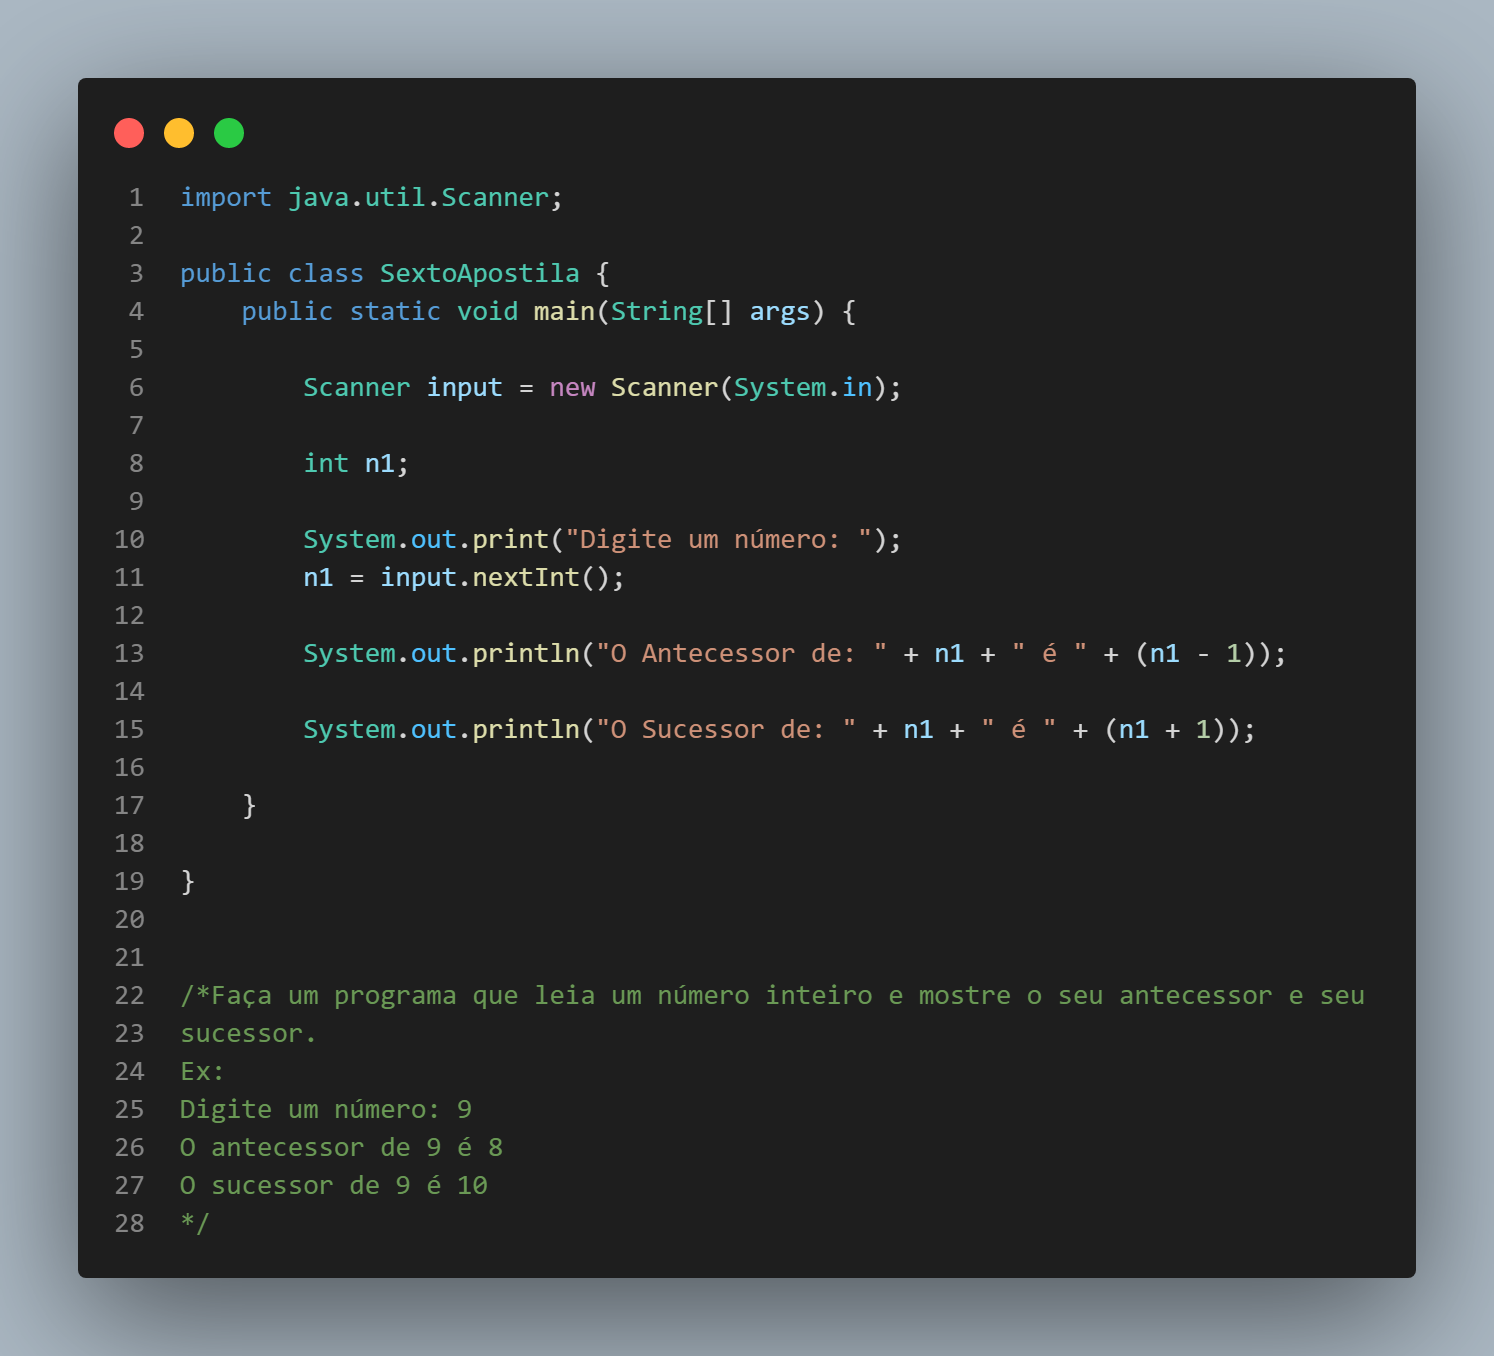 1 import java.util.Scanner;
2
3 public class SextoApostila {
4     public static void main(String[] args) {
5
6         Scanner input = new Scanner(System.in);
7
8         int n1;
9
10         System.out.print("Digite um número: ");
11         n1 = input.nextInt();
12
13         System.out.println("O Antecessor de: " + n1 + " é " + (n1 - 1));
14
15         System.out.println("O Sucessor de: " + n1 + " é " + (n1 + 1));
16
17     }
18
19 }
20
21
22 /*Faça um programa que leia um número inteiro e mostre o seu antecessor e seu
23 sucessor.
24 Ex:
25 Digite um número: 9
26 O antecessor de 9 é 8
27 O sucessor de 9 é 10
28 */